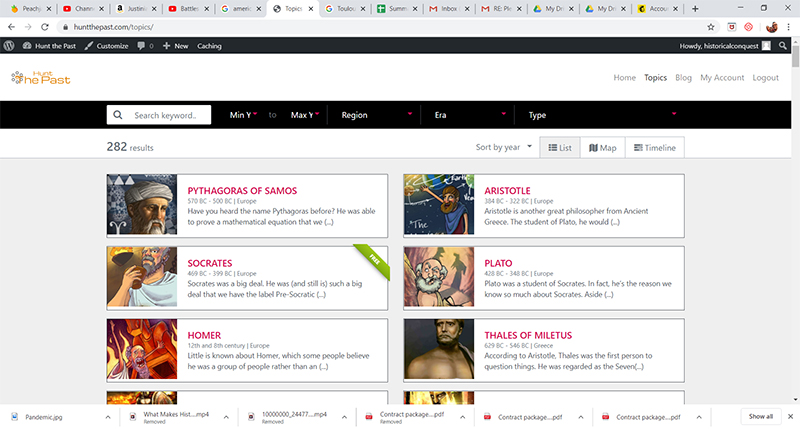 Peachy
Channe
Justini
Battles
ameri
Topics
Toulou
Summ
Inbox
RE: Ple
My Dr
My Dr
Accou
huntthepast.com/topics/
Hunt the Past
Customize
0
New
Caching
Howdy, historicalconquest
Hunt
The Past
Home
Topics
Blog
My Account
Logout
Search keyword..
Min Y
to
Max Y
Region
Era
Type
282 results
Sort by year
List
Map
Timeline
PYTHAGORAS OF SAMOS
570 BC - 500 BC | Europe
Have you heard the name Pythagoras before? He was able
to prove a mathematical equation that we (...)
ARISTOTLE
384 BC - 322 BC | Europe
Aristotle is another great philosopher from Ancient
Greece. The student of Plato, he would (...)
SOCRATES
469 BC - 399 BC | Europe
Socrates was a big deal. He was (and still is) such a big
deal that we have the label Pre-Socratic (...)
FREE
PLATO
428 BC - 348 BC | Europe
Plato was a student of Socrates. In fact, he's the reason we
know so much about Socrates. Aside (...)
HOMER
12th and 8th century | Europe
Little is known about Homer, which some people believe
he was a group of people rather than an (...)
THALES OF MILETUS
629 BC - 546 BC | Greece
According to Aristotle, Thales was the first person to
question things. He was regarded as the Seven(...)
Pandemic.jpg
What Makes Hist....mp4
Removed
10000000_24477....mp4
Removed
Contract package....pdf
Removed
Contract package....pdf
Contract package....pdf
Removed
Show all